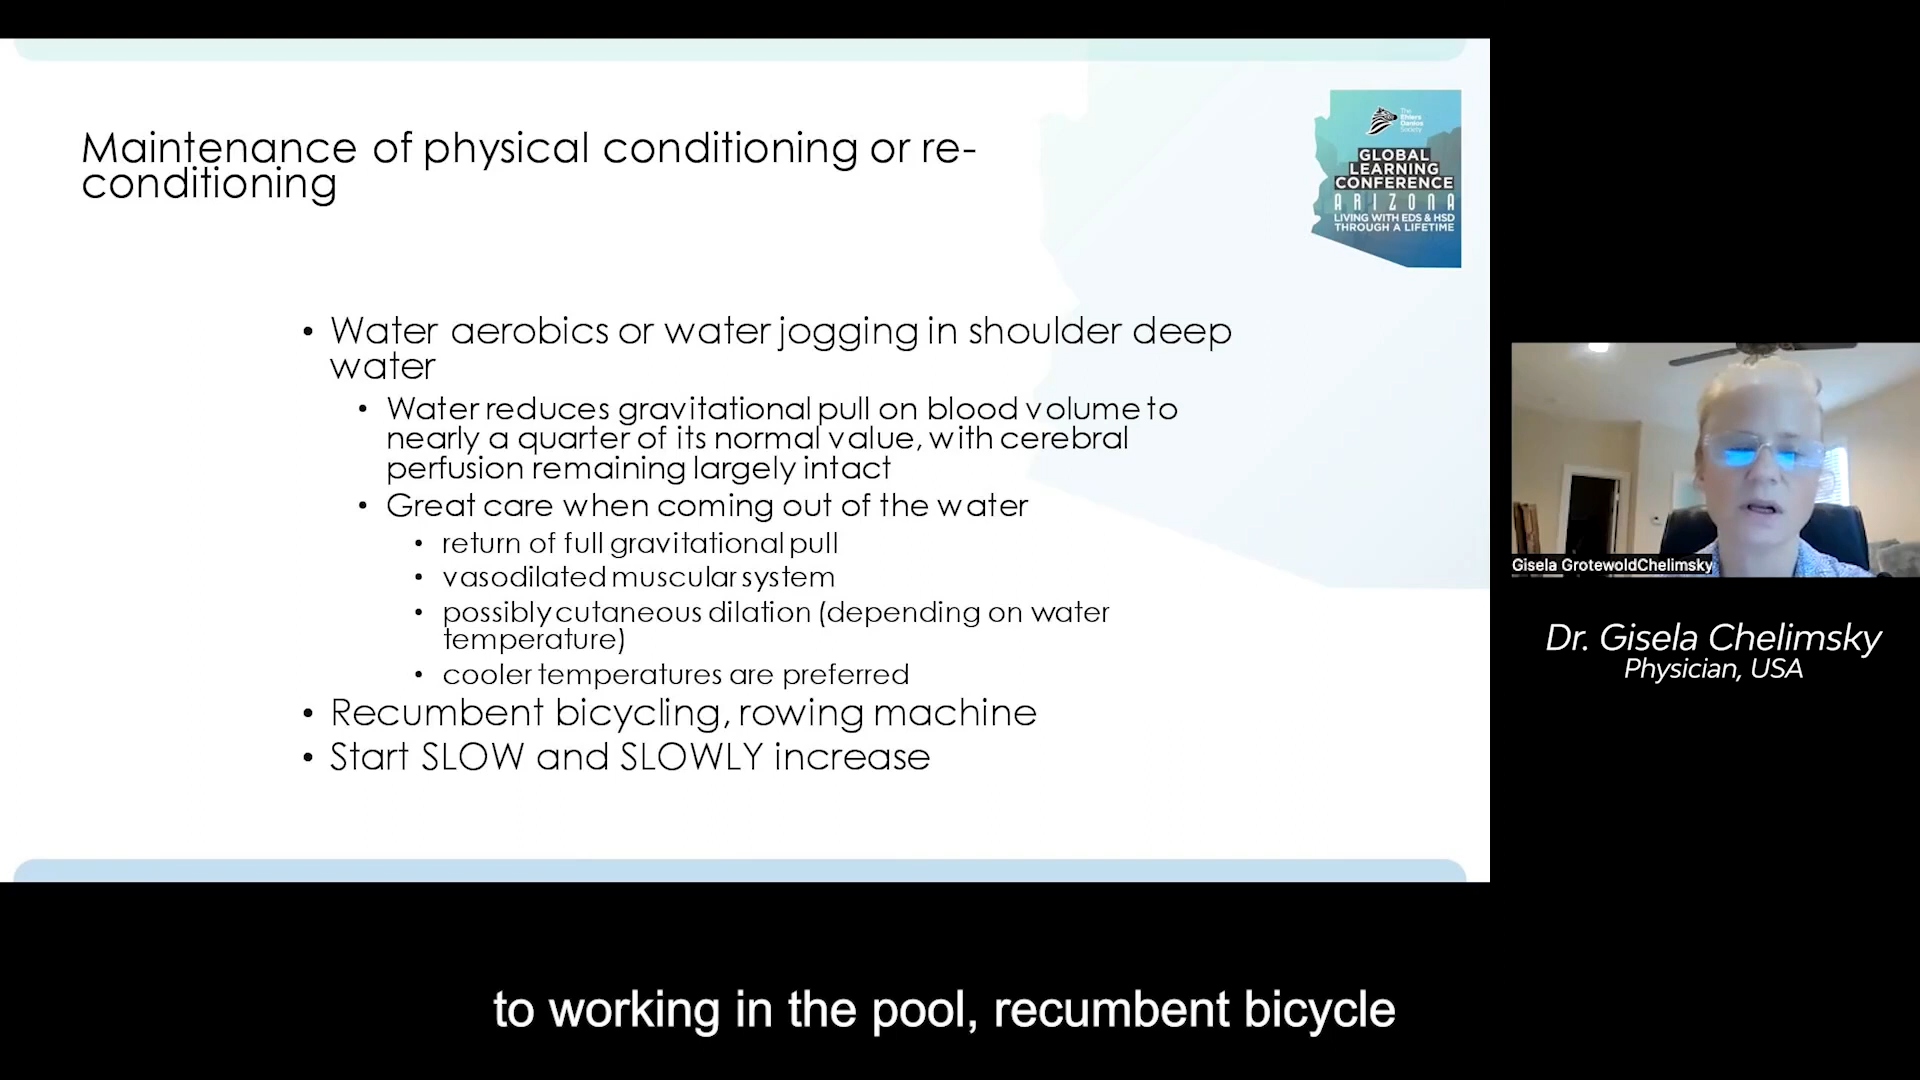 Maintenance of physical conditioning or re-
conditioning
The
Ehlers
Danlos
Society
GLOBAL
LEARNING
CONFERENCE
ARIZONA
LIVING WITH EDS & HSD
THROUGH A LIFETIME
• Water aerobics or water jogging in shoulder deep
water
• Water reduces gravitational pull on blood volume to
nearly a quarter of its normal value, with cerebral
perfusion remaining largely intact
• Great care when coming out of the water
• return of full gravitational pull
• vasodilated muscular system
• possibly cutaneous dilation (depending on water
temperature)
• cooler temperatures are preferred
• Recumbent bicycling, rowing machine
• Start SLOW and SLOWLY increase
Gisela GrotewoldChelimsky
Dr. Gisela Chelimsky
Physician, USA
to working in the pool, recumbent bicycle